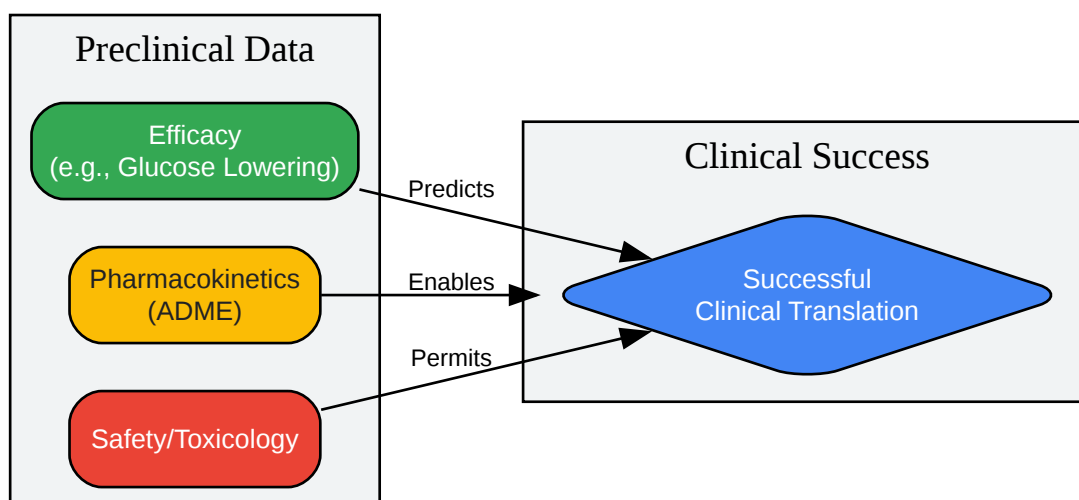 Preclinical Data
Efficacy
(e.g., Glucose Lowering)
Pharmacokinetics
(ADME)
Safety/Toxicology
Predicts
Enables
Permits
Clinical Success
Successful
Clinical Translation